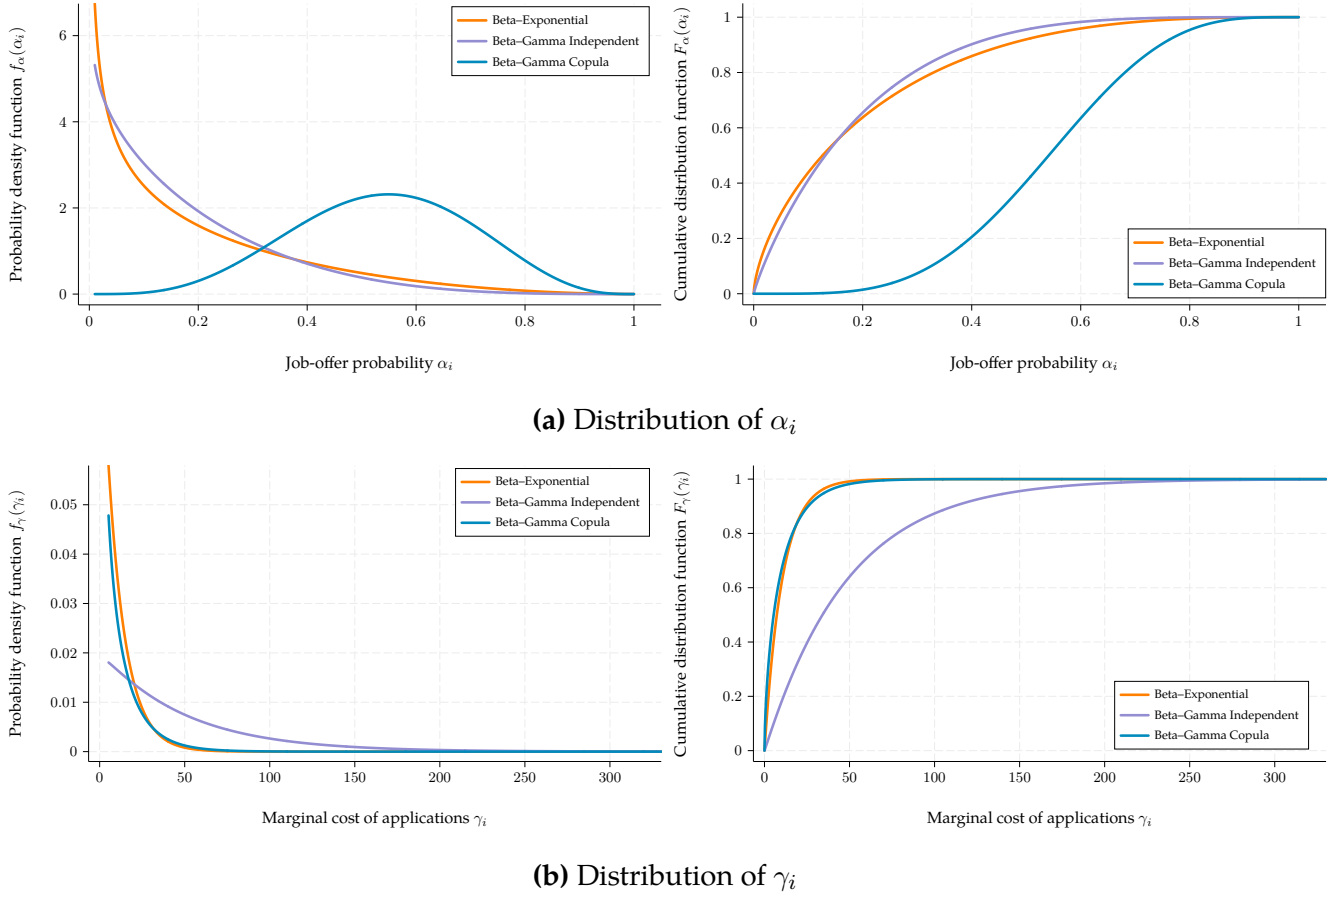 Probability density function fα(αi)
6
4
2
0
0
0.2
0.4
0.6
0.8
1
Job-offer probability αi
Beta–Exponential
Beta–Gamma Independent
Beta–Gamma Copula
Cumulative distribution function Fα(αi)
1
0.8
0.6
0.4
0.2
0
0
0.2
0.4
0.6
0.8
1
Job-offer probability αi
Beta–Exponential
Beta–Gamma Independent
Beta–Gamma Copula
(a) Distribution of αi
Probability density function fγ(γi)
0.05
0.04
0.03
0.02
0.01
0
0
50
100
150
200
250
300
Marginal cost of applications γi
Beta–Exponential
Beta–Gamma Independent
Beta–Gamma Copula
Cumulative distribution function Fγ(γi)
1
0.8
0.6
0.4
0.2
0
0
50
100
150
200
250
300
Marginal cost of applications γi
Beta–Exponential
Beta–Gamma Independent
Beta–Gamma Copula
(b) Distribution of γi